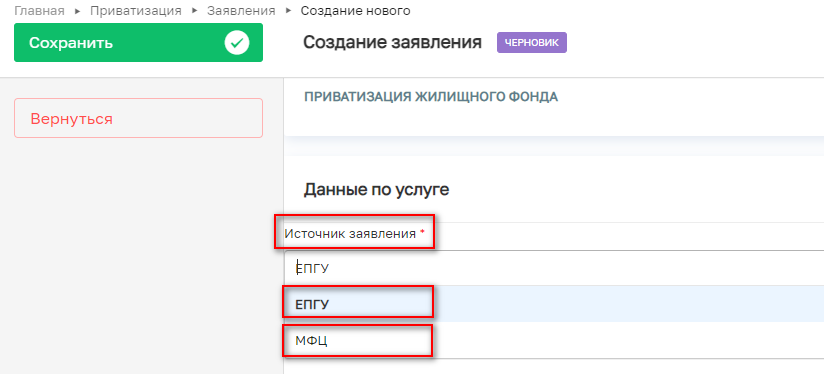 Главная ▸ Приватизация ▸ Заявления ▸ Создание нового
Сохранить
Создание заявления ЧЕРНОВИК
ПРИВАТИЗАЦИЯ ЖИЛИЩНОГО ФОНДА
Вернуться
Данные по услуге
Источник заявления *
ЕПГУ
ЕПГУ
МФЦ